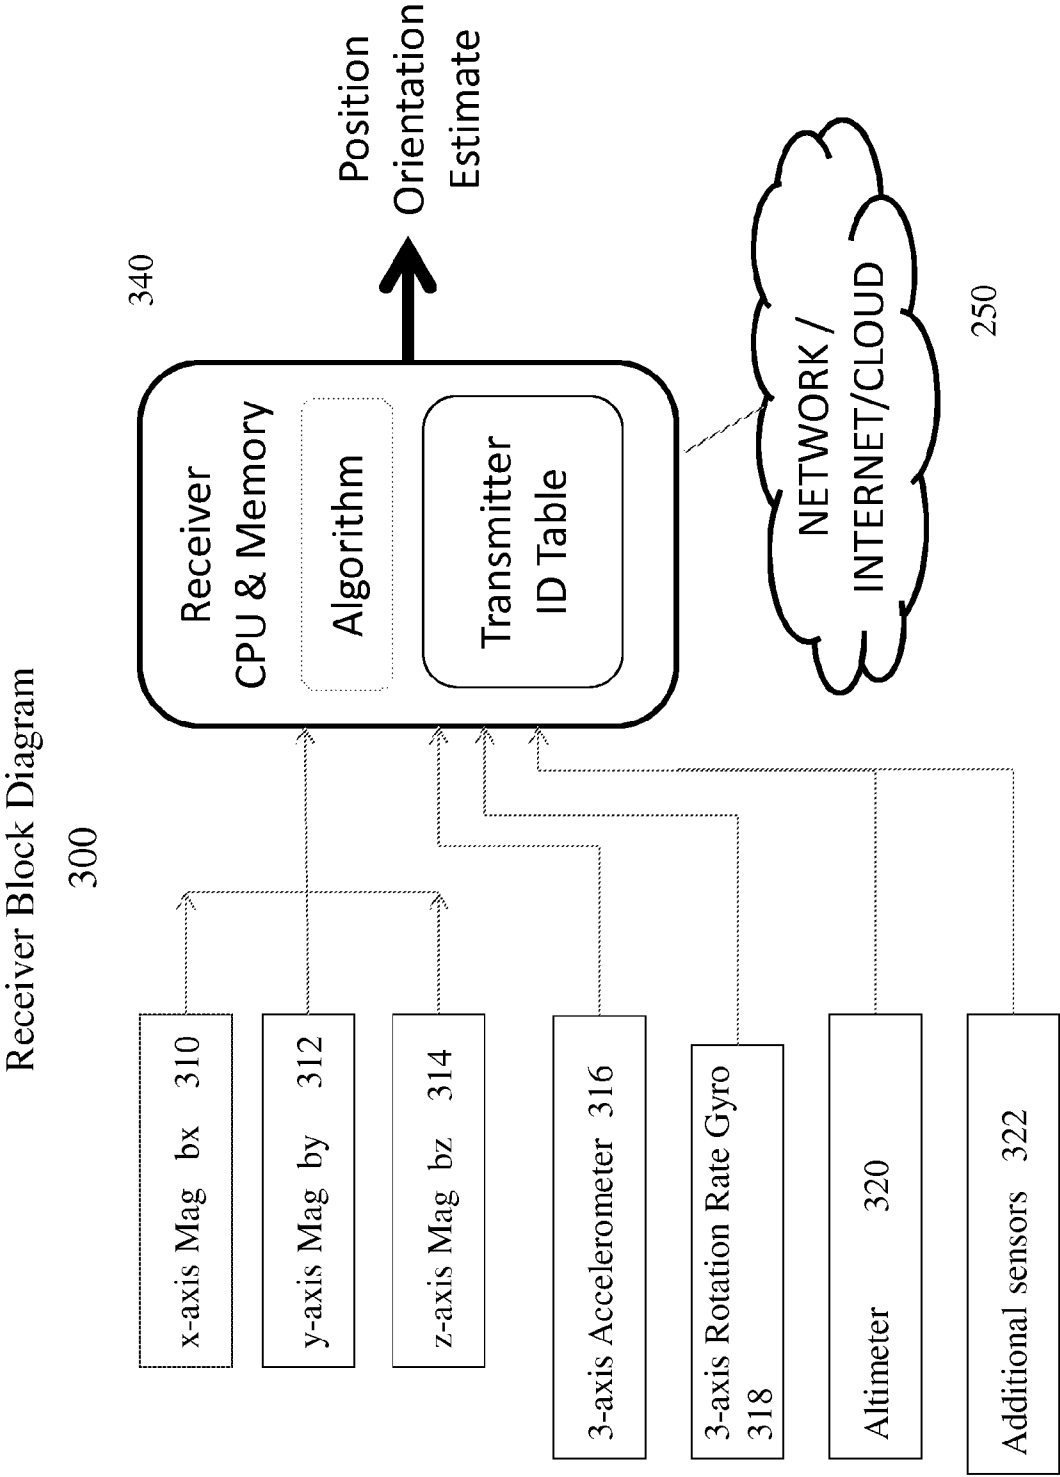 Receiver Block Diagram
300
x-axis Mag bx 310
y-axis Mag by 312
z-axis Mag bz 314
3-axis Accelerometer 316
3-axis Rotation Rate Gyro
318
Altimeter 320
Additional sensors 322
Receiver
CPU & Memory
Algorithm
Transmitter
ID Table
340
Position
Orientation
Estimate
NETWORK /
INTERNET/CLOUD
250